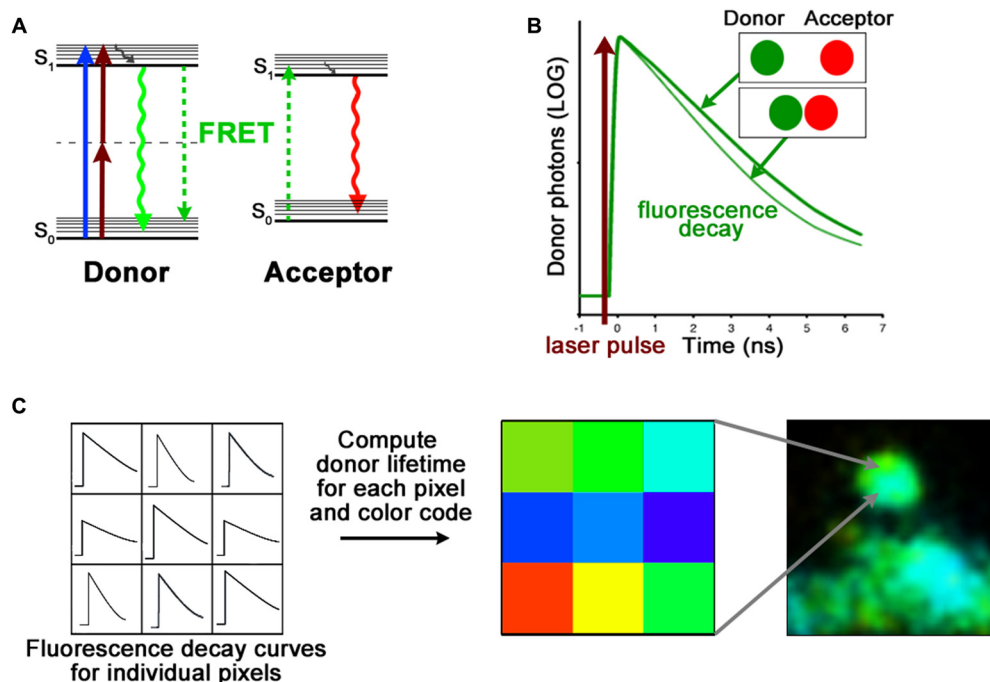 A
S1
S0
FRET
S1
S0
Donor
Acceptor
B
Donor Acceptor
Donor photons (LOG)
fluorescence
decay
-1 0 1 2 3 4 5 6 7
laser pulse Time (ns)
C
Compute
donor lifetime
for each pixel
and color code
Fluorescence decay curves
for individual pixels